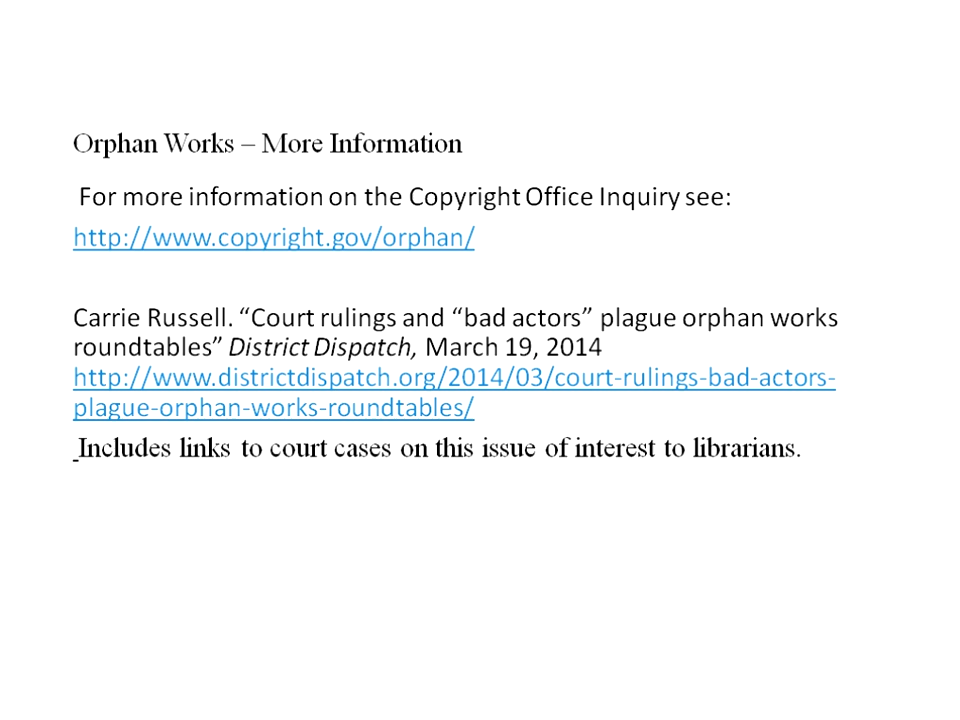 Orphan Works – More Information
For more information on the Copyright Office Inquiry see:
http://www.copyright.gov/orphan/
Carrie Russell. “Court rulings and “bad actors” plague orphan works
roundtables” District Dispatch, March 19, 2014
http://www.districtdispatch.org/2014/03/court-rulings-bad-actors-
plague-orphan-works-roundtables/
Includes links to court cases on this issue of interest to librarians.